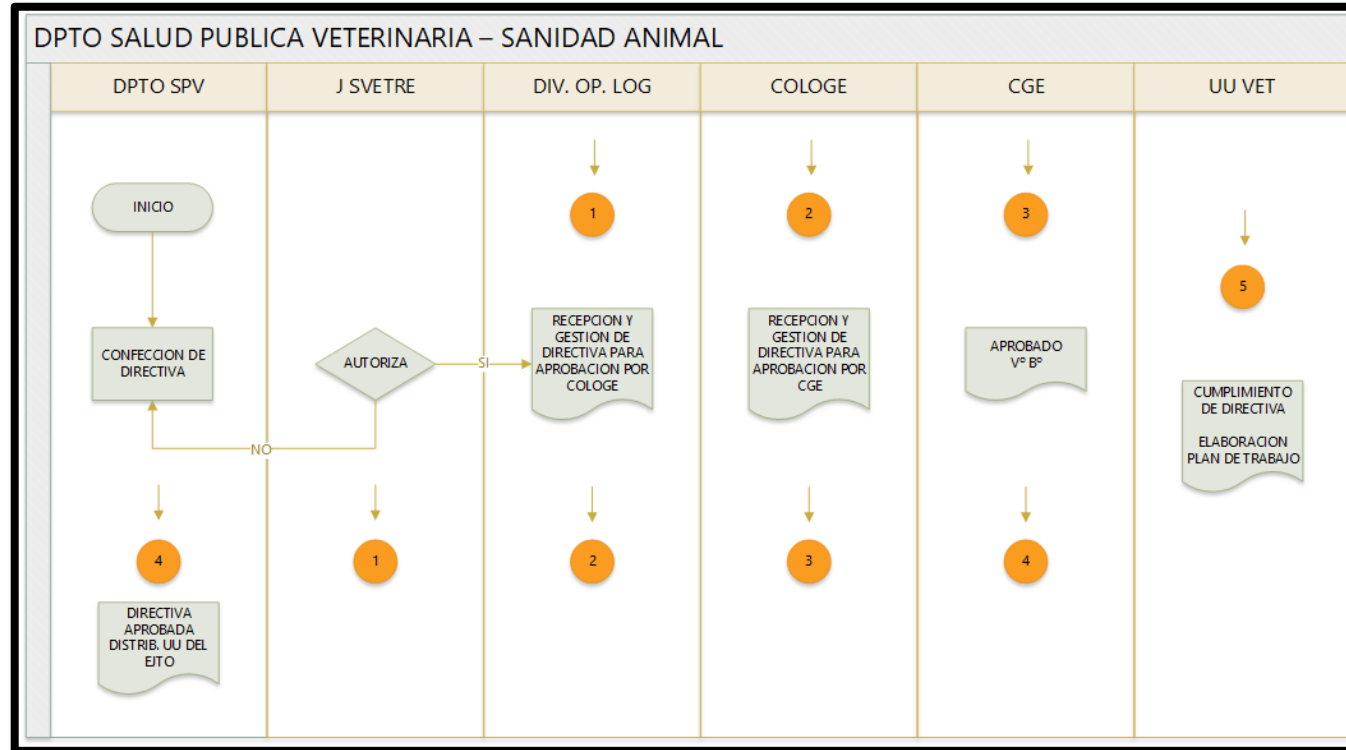 DPTO SALUD PUBLICA VETERINARIA – SANIDAD ANIMAL
DPTO SPV
J SVETRE
DIV. OP. LOG
COLOGE
CGE
UU VET
INICIO
CONFECCION DE
DIRECTIVA
NO
4
DIRECTIVA
APROBADA
DISTRIB. UU DEL
EJTO
AUTORIZA
SI
1
1
RECEPCION Y
GESTION DE
DIRECTIVA PARA
APROBACION POR
COLOGE
2
2
RECEPCION Y
GESTION DE
DIRECTIVA PARA
APROBACION POR
CGE
3
3
APROBADO
Vº Bº
4
5
CUMPLIMIENTO
DE DIRECTIVA
ELABORACION
PLAN DE TRABAJO